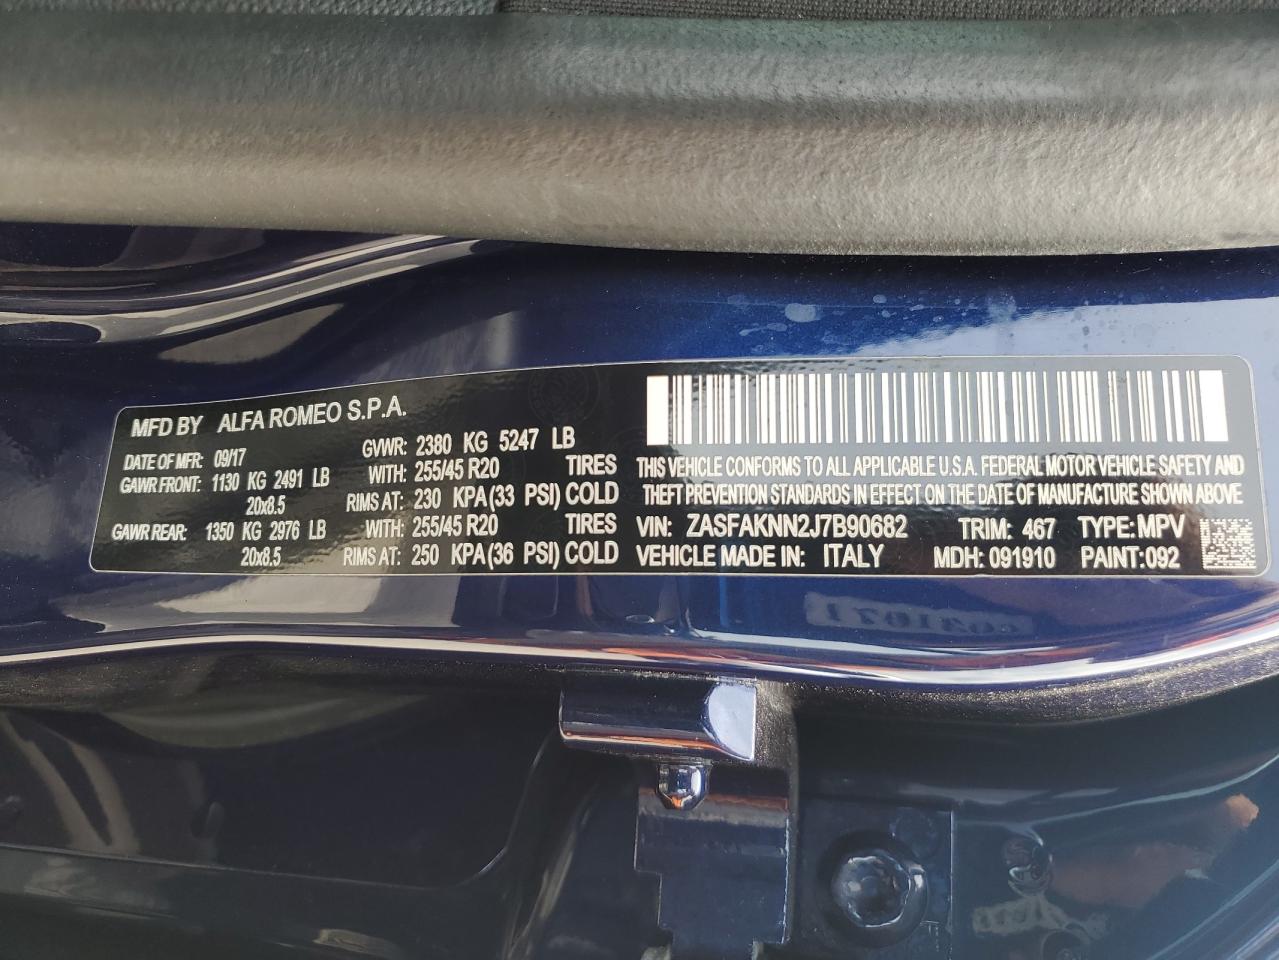 MFD BY ALFA ROMEO S.P.A.
DATE OF MFR: 09/17 GVWR: 2380 KG 5247 LB
GAWR FRONT: 1130 KG 2491 LB WITH: 255/45 R20 TIRES
20x8.5 RIMS AT: 230 KPA(33 PSI) COLD
GAWR REAR: 1350 KG 2976 LB WITH: 255/45 R20 TIRES
20x8.5 RIMS AT: 250 KPA(36 PSI) COLD
THIS VEHICLE CONFORMS TO ALL APPLICABLE U.S.A. FEDERAL MOTOR VEHICLE SAFETY AND
THEFT PREVENTION STANDARDS IN EFFECT ON THE DATE OF MANUFACTURE SHOWN ABOVE
VIN: ZASFAKNN2J7B90682 TRIM: 467 TYPE: MPV
VEHICLE MADE IN: ITALY MDH: 091910 PAINT: 092